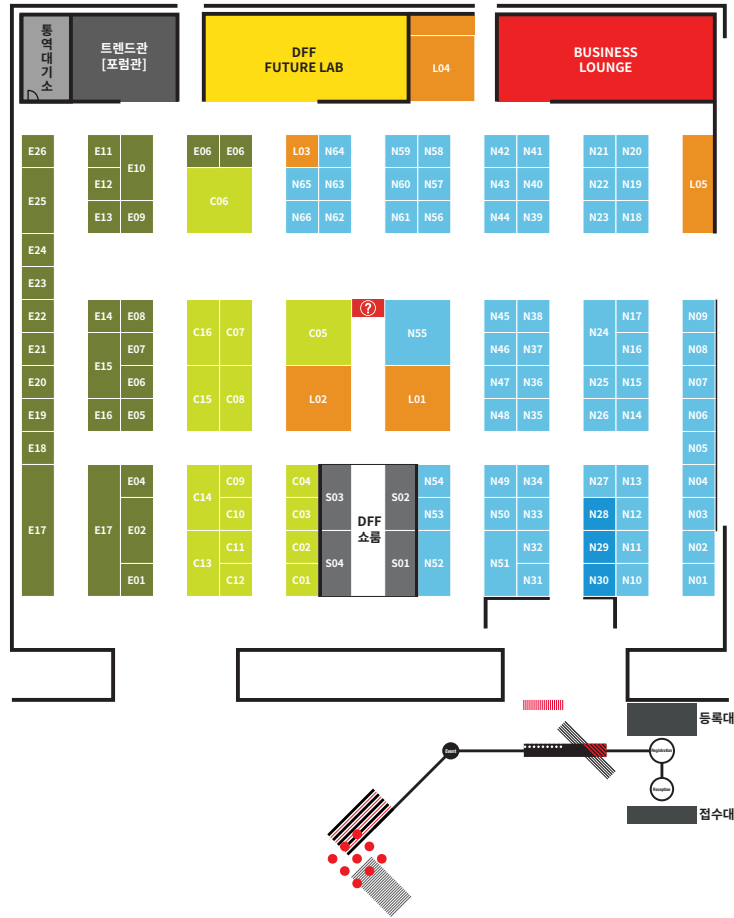 통
역
대
기
소
트렌드관
[포럼관]
DFF
FUTURE LAB
L04
BUSINESS
LOUNGE
E26 E11 E10 E06 E06 L03 N64 N59 N58 N42 N41 N21 N20 L05
E25 E12 C06 N65 N63 N60 N57 N43 N40 N22 N19
E13 E09 N66 N62 N61 N56 N44 N39 N23 N18
E24
E23
E22 E14 E08 C16 C07 C05 ? N55 N45 N38 N24 N17 N09
E21 E15 E07 N46 N37 N16 N08
E20 E06 C15 C08 L02 L01 N47 N36 N25 N15 N07
E19 E16 E05 N48 N35 N26 N14 N06
E18 N05
E17 E17 E04 C14 C09 C04 S03 S02 N54 N49 N34 N27 N13 N04
E02 C10 C03 N53 N50 N33 N28 N12 N03
DFF
쇼룸
C13 C11 C02 S04 S01 N52 N51 N32 N29 N11 N02
E01 C12 C01 N31 N30 N10 N01
등록대
Event
Registration
Reception
접수대